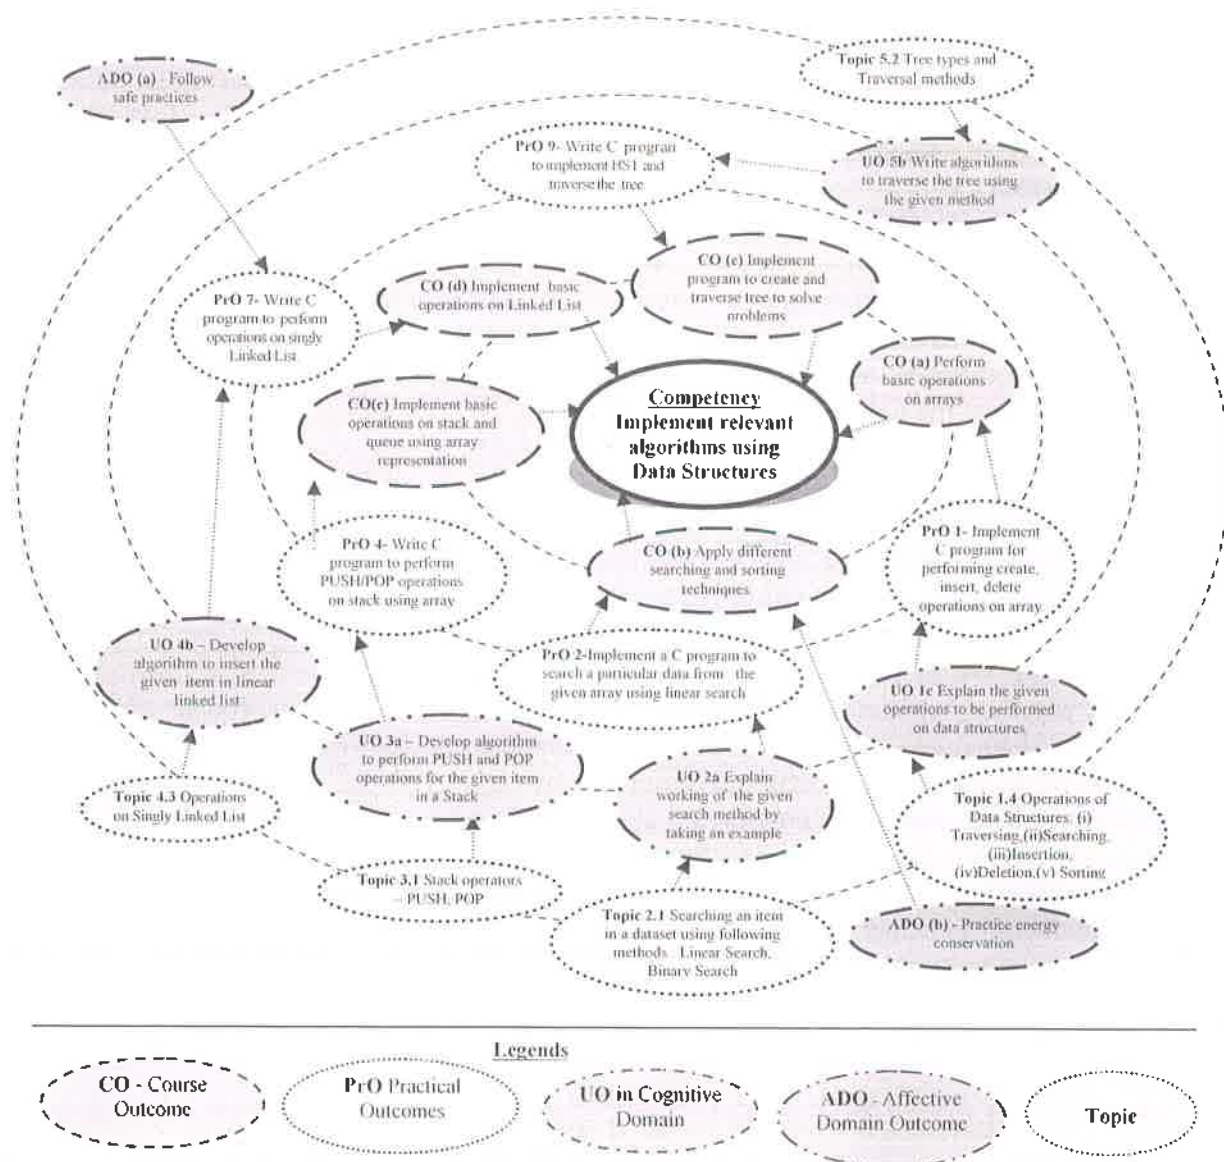 ADO (a) - Follow
safe practices
Topic 5.2 Tree types and
Traversal methods
PrO 9- Write C program
to implement BST and
traverse the tree.
UO 5b Write algorithms
to traverse the tree using
the given method
CO (d) Implement basic
operations on Linked List
CO (e) Implement
program to create and
traverse tree to solve
problems
PrO 7- Write C
program to perform
operations on singly
Linked List.
CO (a) Perform
basic operations
on arrays
CO(c) Implement basic
operations on stack and
queue using array
representation
Competency
Implement relevant
algorithms using
Data Structures
PrO 4- Write C
program to perform
PUSH/POP operations
on stack using array
CO (b) Apply different
searching and sorting
techniques
PrO 1- Implement
C program for
performing create,
insert, delete
operations on array.
UO 4b – Develop
algorithm to insert the
given item in linear
linked list
PrO 2-Implement a C program to
search a particular data from the
given array using linear search
UO 1c Explain the given
operations to be performed
on data structures
UO 3a – Develop algorithm
to perform PUSH and POP
operations for the given item
in a Stack
UO 2a Explain
working of the given
search method by
taking an example
Topic 4.3 Operations
on Singly Linked List
Topic 1.4 Operations of
Data Structures, (i)
Traversing,(ii)Searching,
(iii)Insertion,
(iv)Deletion,(v) Sorting
Topic 3.1 Stack operators
– PUSH, POP
Topic 2.1 Searching an item
in a dataset using following
methods Linear Search,
Binary Search
ADO (b) - Practice energy
conservation
Legends
CO - Course
Outcome
PrO Practical
Outcomes
UO in Cognitive
Domain
ADO - Affective
Domain Outcome
Topic